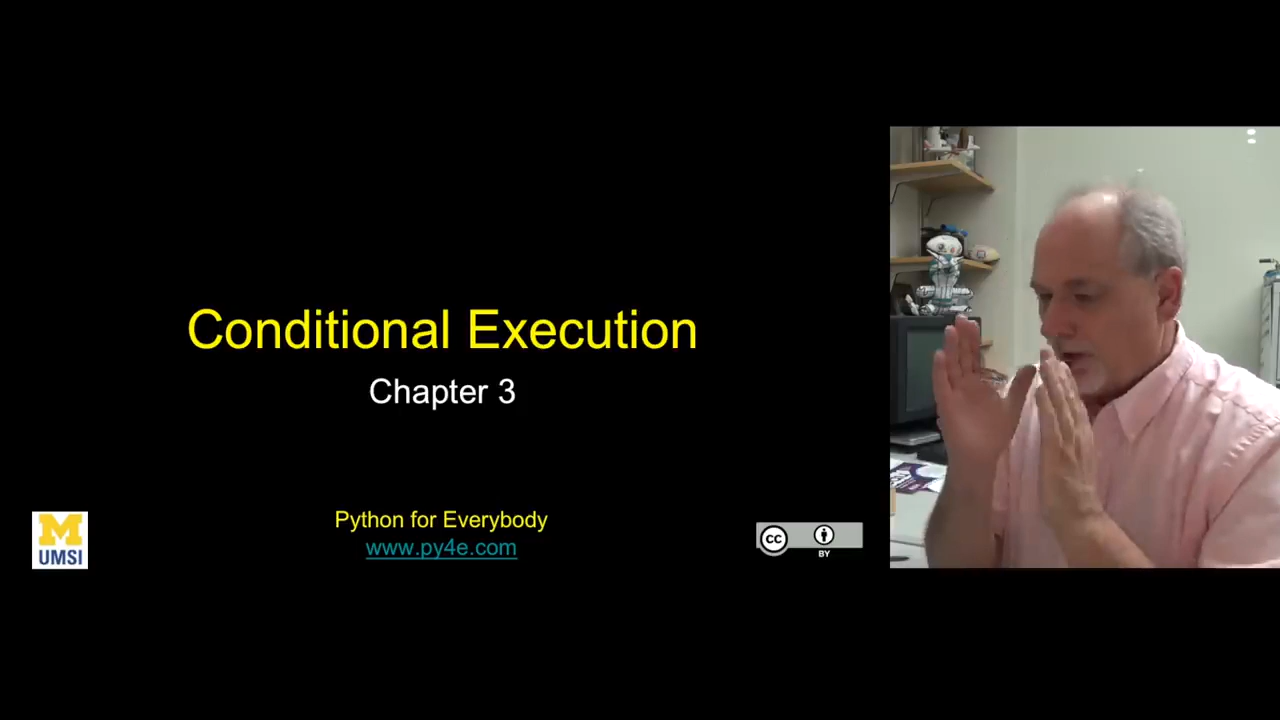 Conditional Execution
Chapter 3
Python for Everybody
www.py4e.com
M
UMSI
cc
BY